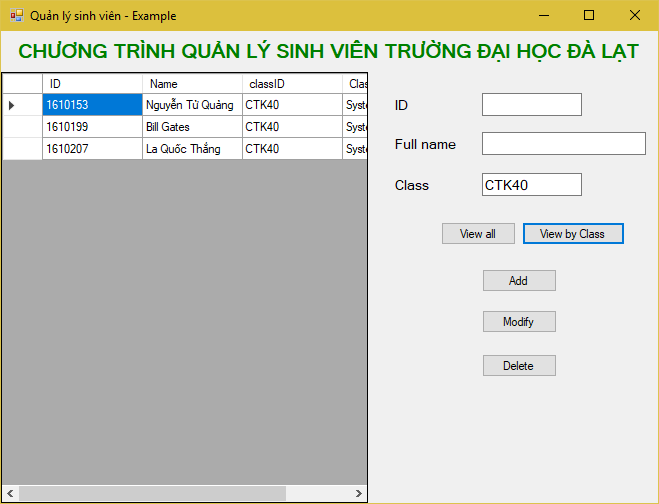 Quản lý sinh viên - Example
CHƯƠNG TRÌNH QUẢN LÝ SINH VIÊN TRƯỜNG ĐẠI HỌC ĐÀ LẠT
ID Name classID Clas
1610153 Nguyễn Tử Quảng CTK40 Syste
1610199 Bill Gates CTK40 Syste
1610207 La Quốc Thắng CTK40 Syste
ID
Full name
Class CTK40
View all View by Class
Add
Modify
Delete